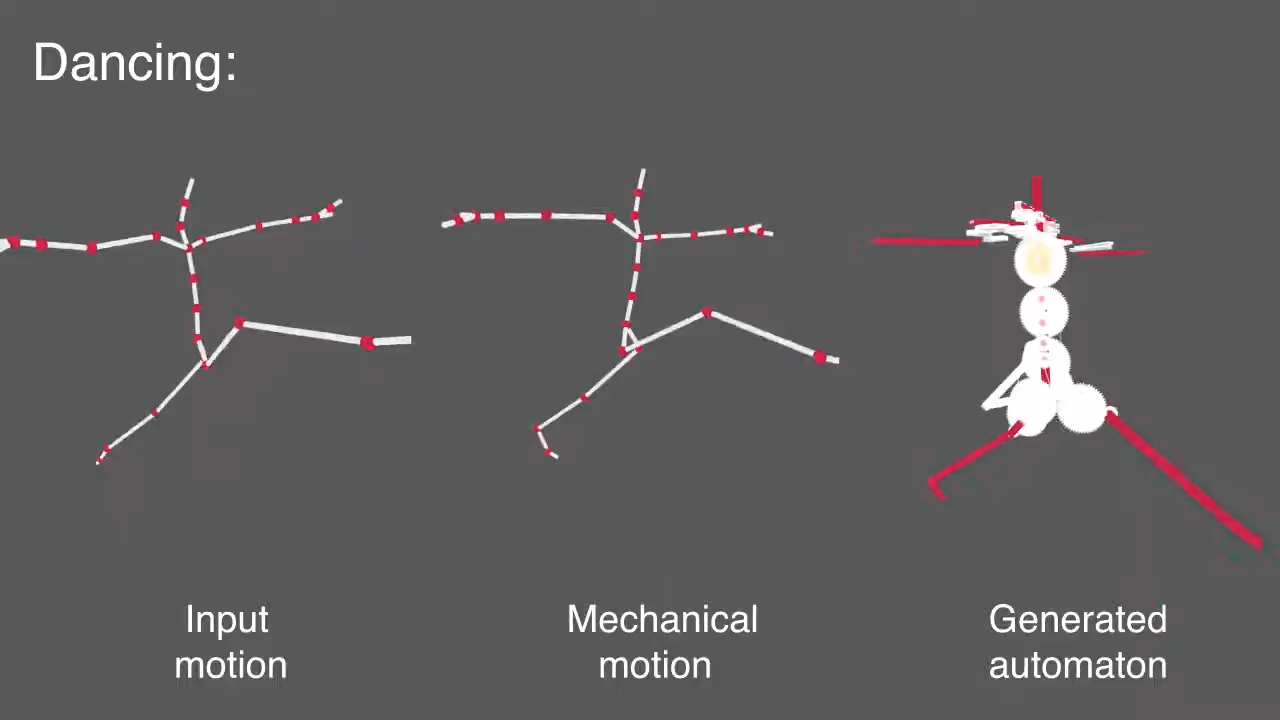 Dancing:
Input
motion
Mechanical
motion
Generated
automaton